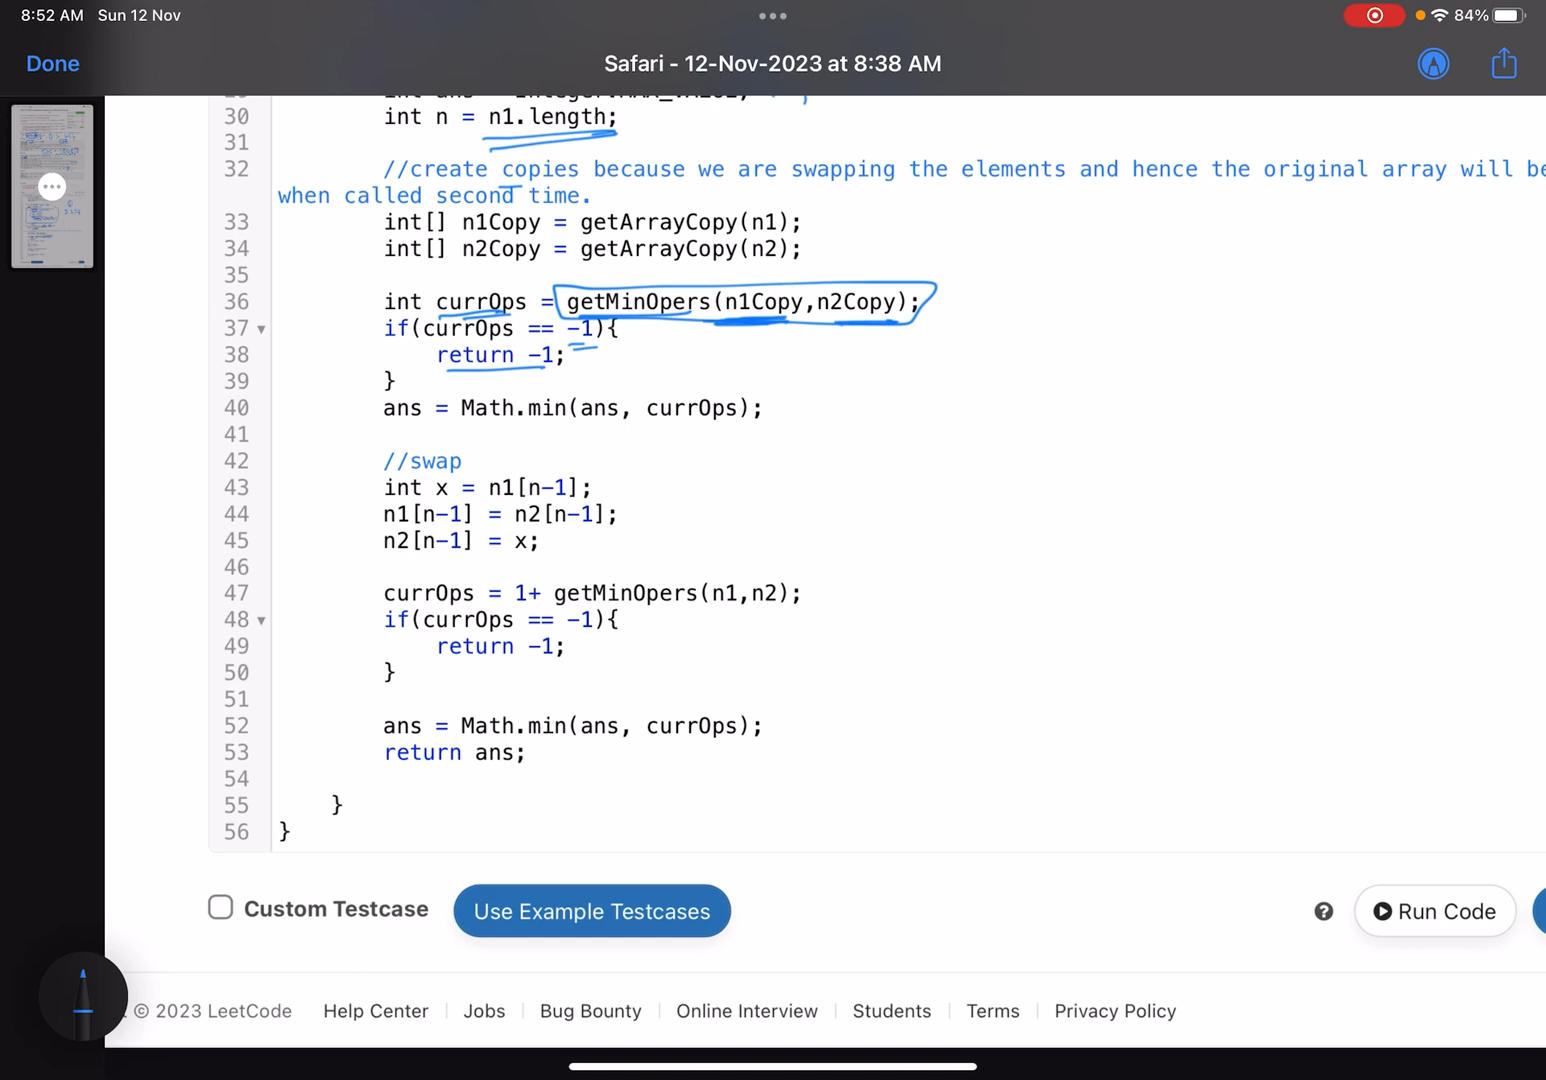 8:52 AM Sun 12 Nov
84%
Done
Safari - 12-Nov-2023 at 8:38 AM
30 int n = n1.length;
31
32 //create copies because we are swapping the elements and hence the original array will be
when called second time.
33 int[] n1Copy = getArrayCopy(n1);
34 int[] n2Copy = getArrayCopy(n2);
35
36 int currOps = getMinOpers(n1Copy,n2Copy);
37 if(currOps == -1){
38 return -1;
39 }
40 ans = Math.min(ans, currOps);
41
42 //swap
43 int x = n1[n-1];
44 n1[n-1] = n2[n-1];
45 n2[n-1] = x;
46
47 currOps = 1+ getMinOpers(n1,n2);
48 if(currOps == -1){
49 return -1;
50 }
51
52 ans = Math.min(ans, currOps);
53 return ans;
54
55 }
56 }
Custom Testcase
Use Example Testcases
Run Code
© 2023 LeetCode Help Center Jobs Bug Bounty Online Interview Students Terms Privacy Policy